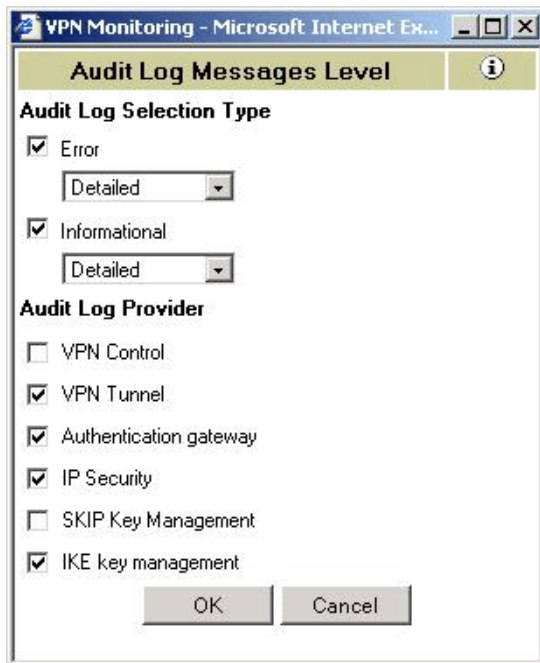 VPN Monitoring - Microsoft Internet Ex...
Audit Log Messages Level
Audit Log Selection Type
Error
Detailed
Informational
Detailed
Audit Log Provider
VPN Control
VPN Tunnel
Authentication gateway
IP Security
SKIP Key Management
IKE key management
OK Cancel